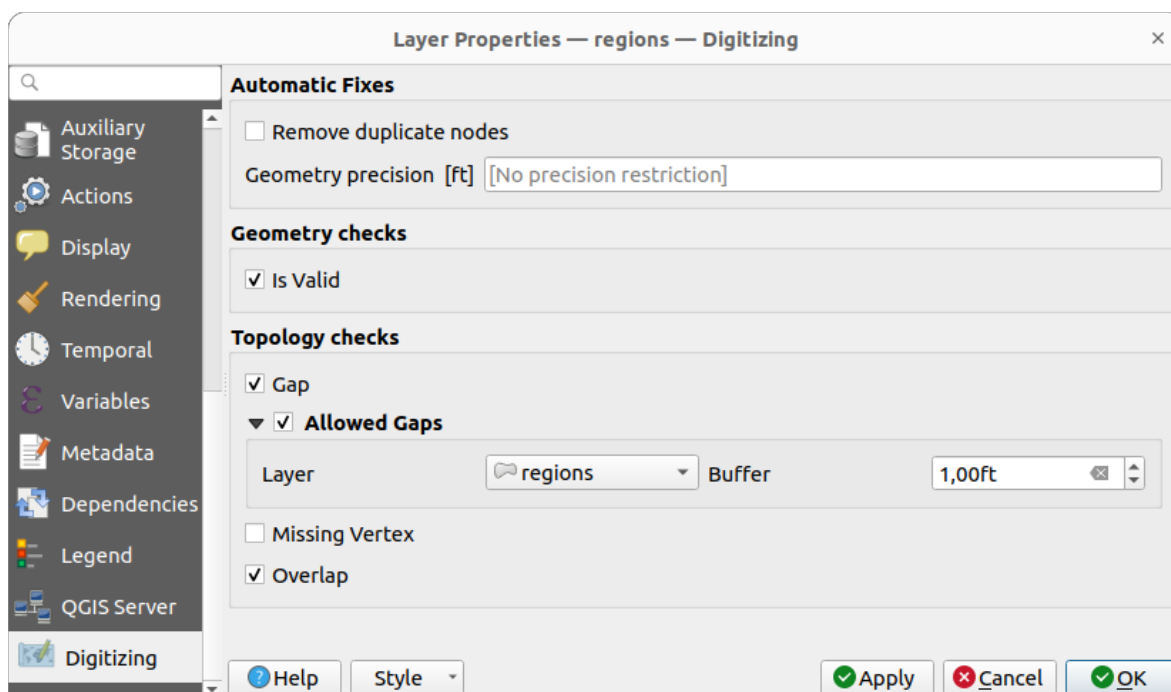 Layer Properties — regions — Digitizing
Automatic Fixes
Auxiliary
Storage
Actions
Display
Rendering
Temporal
Variables
Metadata
Dependencies
Legend
QGIS Server
Digitizing
Remove duplicate nodes
Geometry precision [ft] [No precision restriction]
Geometry checks
Is Valid
Topology checks
Gap
Allowed Gaps
Layer regions Buffer 1,00ft
Missing Vertex
Overlap
Help Style Apply Cancel OK